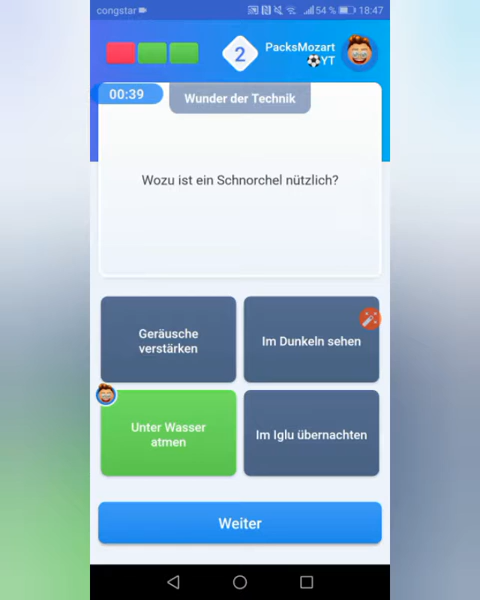 congstar
54 %
18:47
2
PacksMozart
⚽YT
00:39
Wunder der Technik
Wozu ist ein Schnorchel nützlich?
Geräusche
verstärken
Im Dunkeln sehen
Unter Wasser
atmen
Im Iglu übernachten
Weiter